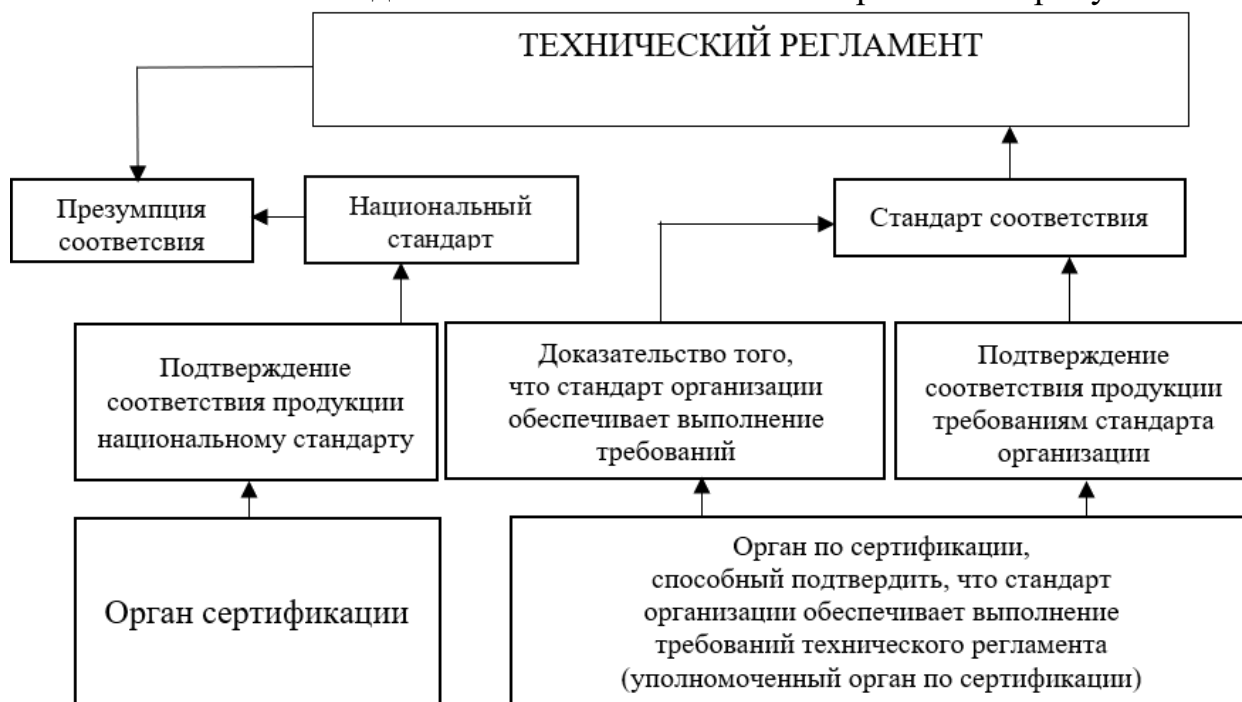 ТЕХНИЧЕСКИЙ РЕГЛАМЕНТ
Презумпция
соответсвия
Национальный
стандарт
Стандарт соответствия
Подтверждение
соответствия продукции
национальному стандарту
Доказательство того,
что стандарт организации
обеспечивает выполнение
требований
Подтверждение
соответствия продукции
требованиям стандарта
организации
Орган сертификации
Орган по сертификации,
способный подтвердить, что стандарт
организации обеспечивает выполнение
требований технического регламента
(уполномоченный орган по сертификации)